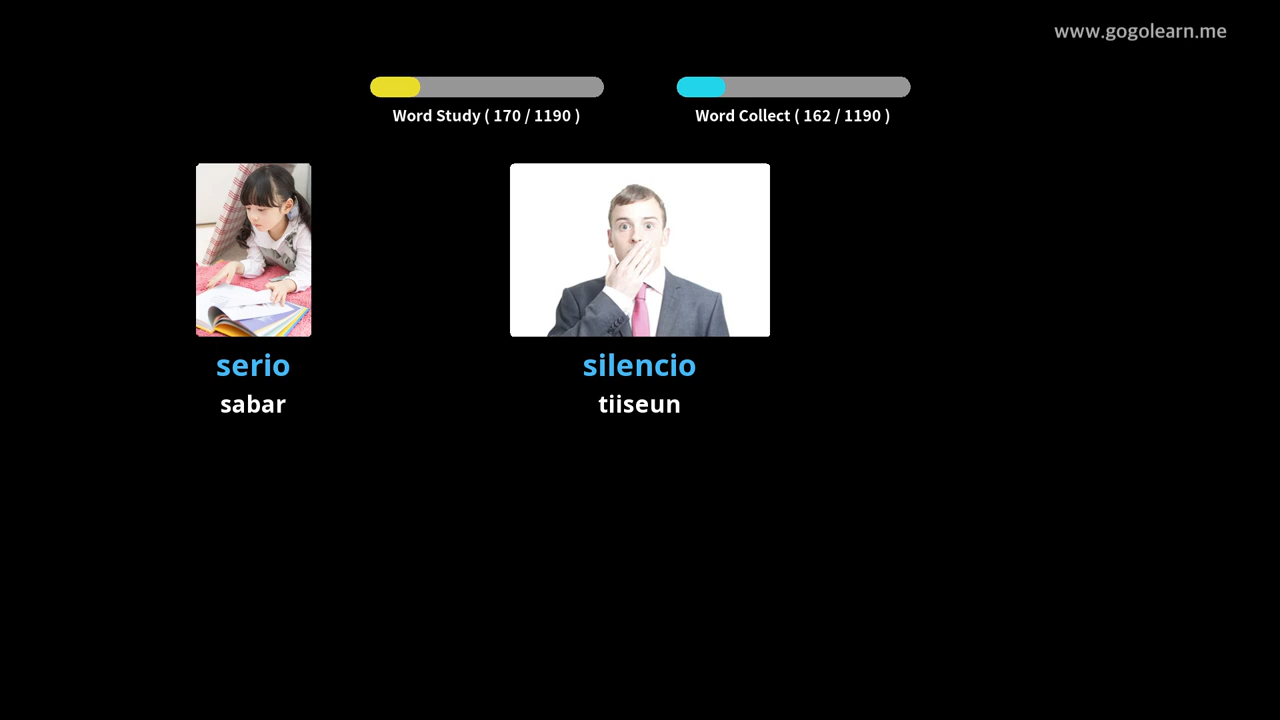 www.gogolearn.me
Word Study ( 170 / 1190 )
Word Collect ( 162 / 1190 )
serio
sabar
silencio
tiiseun